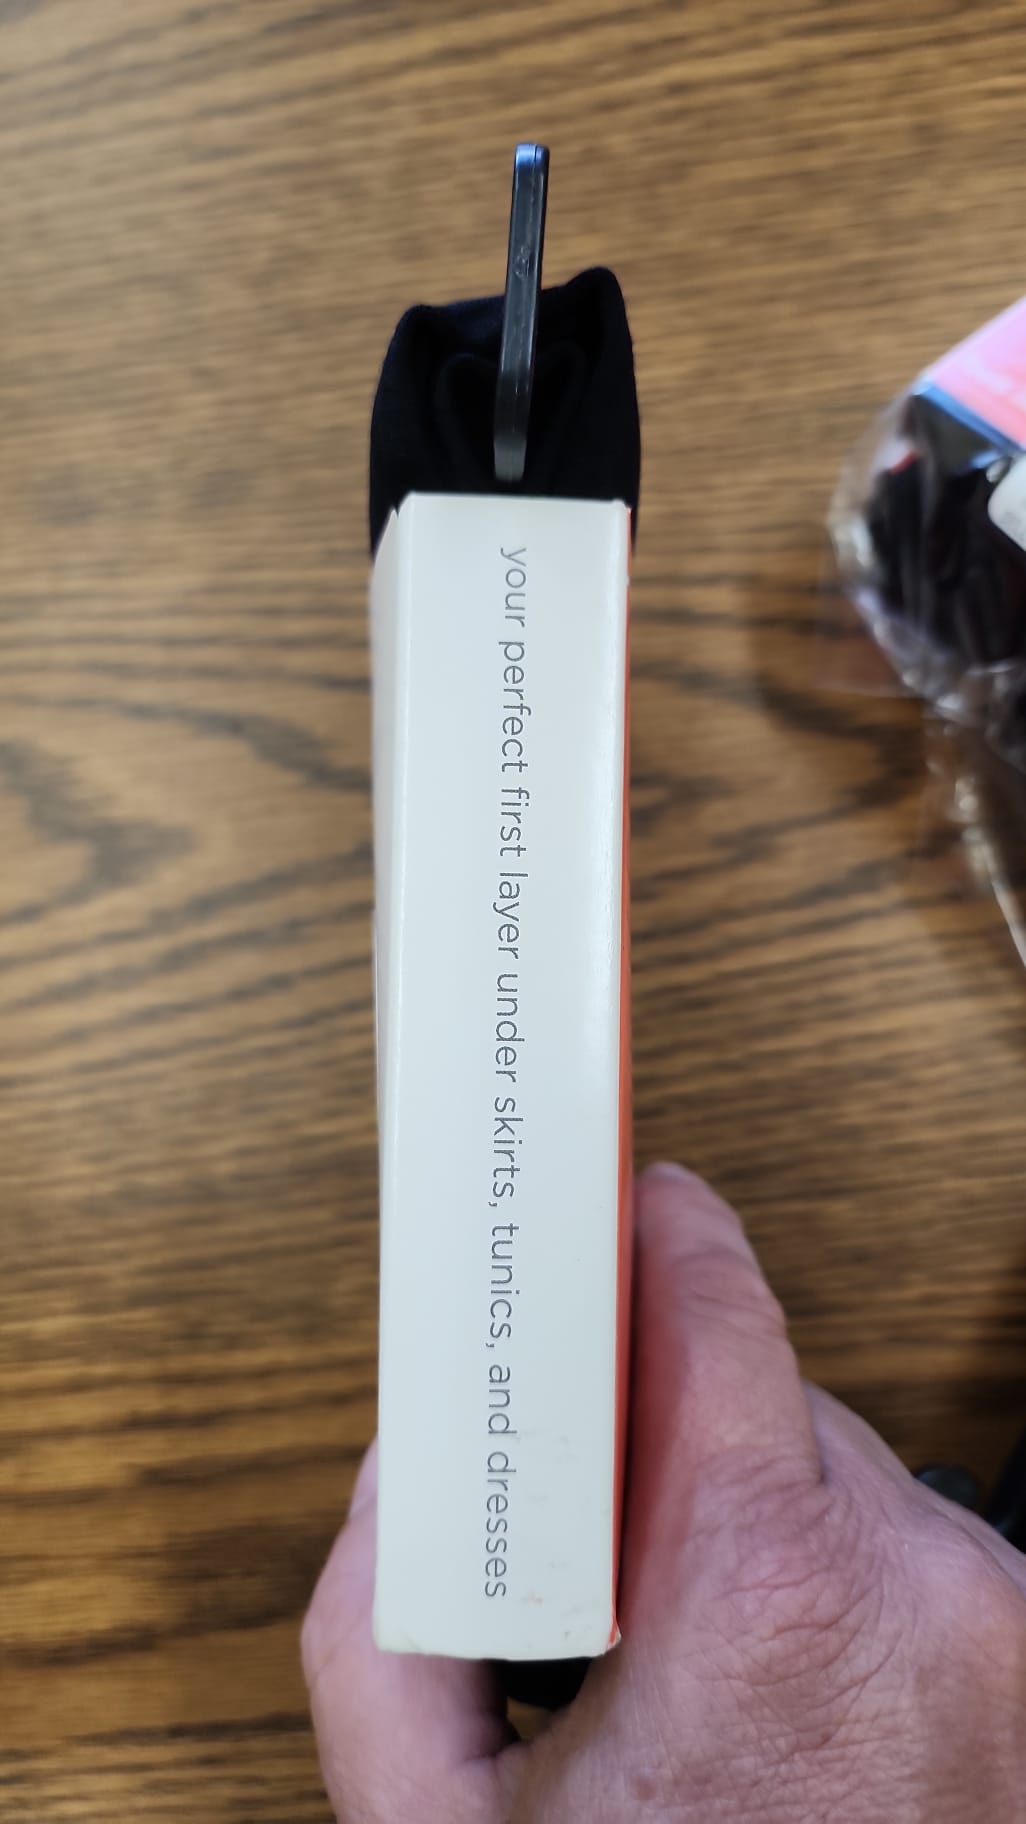 your perfect first layer under skirts, tunics, and dresses